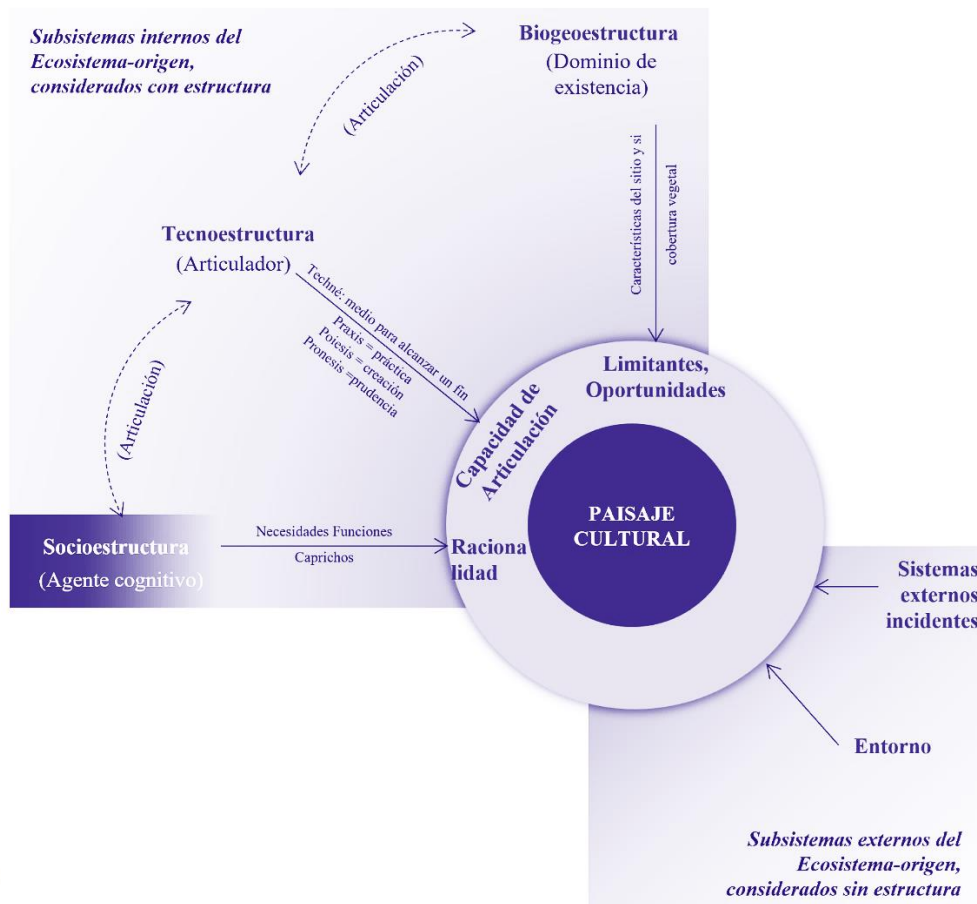 Subsistemas internos del
Ecosistema-origen,
considerados con estructura
Biogeoestructura
(Dominio de
existencia)
(Articulación)
Características del sitio y si
cobertura vegetal
Tecnoestructura
(Articulador)
Techné: medio para alcanzar un fin
Praxis = práctica
Poiesis = creación
Pronesis =prudencia
(Articulación)
Limitantes,
Oportunidades
Capacidad de
Articulación
PAISAJE
CULTURAL
Socioestructura
(Agente cognitivo)
Necesidades Funciones
Caprichos
Raciona
lidad
Sistemas
externos
incidentes
Entorno
Subsistemas externos del
Ecosistema-origen,
considerados sin estructura